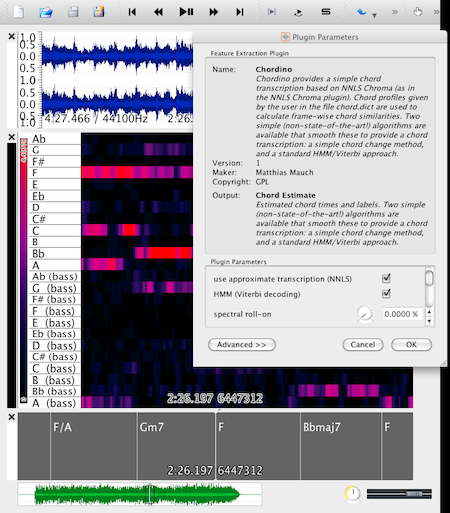 »
»
1.0
0.5
0.0
0.5
0.0
0.5
1.0
4:27.466 / 44100Hz
2:26.
Plugin Parameters
Feature Extraction Plugin
Name: Chordino
Chordino provides a simple chord
transcription based on NNLS Chroma (as in
the NNLS Chroma plugin). Chord profiles given
by the user in the file chord.dict are used to
calculate frame-wise chord similarities. Two
simple (non-state-of-the-art!) algorithms are
available that smooth these to provide a chord
transcription: a simple chord change method,
and a standard HMM/Viterbi approach.
Version: 1
Maker: Matthias Mauch
Copyright: GPL
Output: Chord Estimate
Estimated chord times and labels. Two simple
(non-state-of-the-art!) algorithms are
available that smooth these to provide a chord
transcription: a simple chord change method,
and a standard HMM/Viterbi approach.
Plugin Parameters
use approximate transcription (NNLS)
HMM (Viterbi decoding)
spectral roll-on 0.0000 %
Advanced >>
Cancel
OK
Ab
G
F#
F
E
Eb
D
C#
C
B
Bb
A
Ab (bass)
G (bass)
F# (bass)
F (bass)
E (bass)
Eb (bass)
D (bass)
C# (bass)
C (bass)
B (bass)
Bb (bass)
A (bass)
2:26.197 6447312
F/A
Gm7
F
Bbmaj7
F
2:26.197 6447312